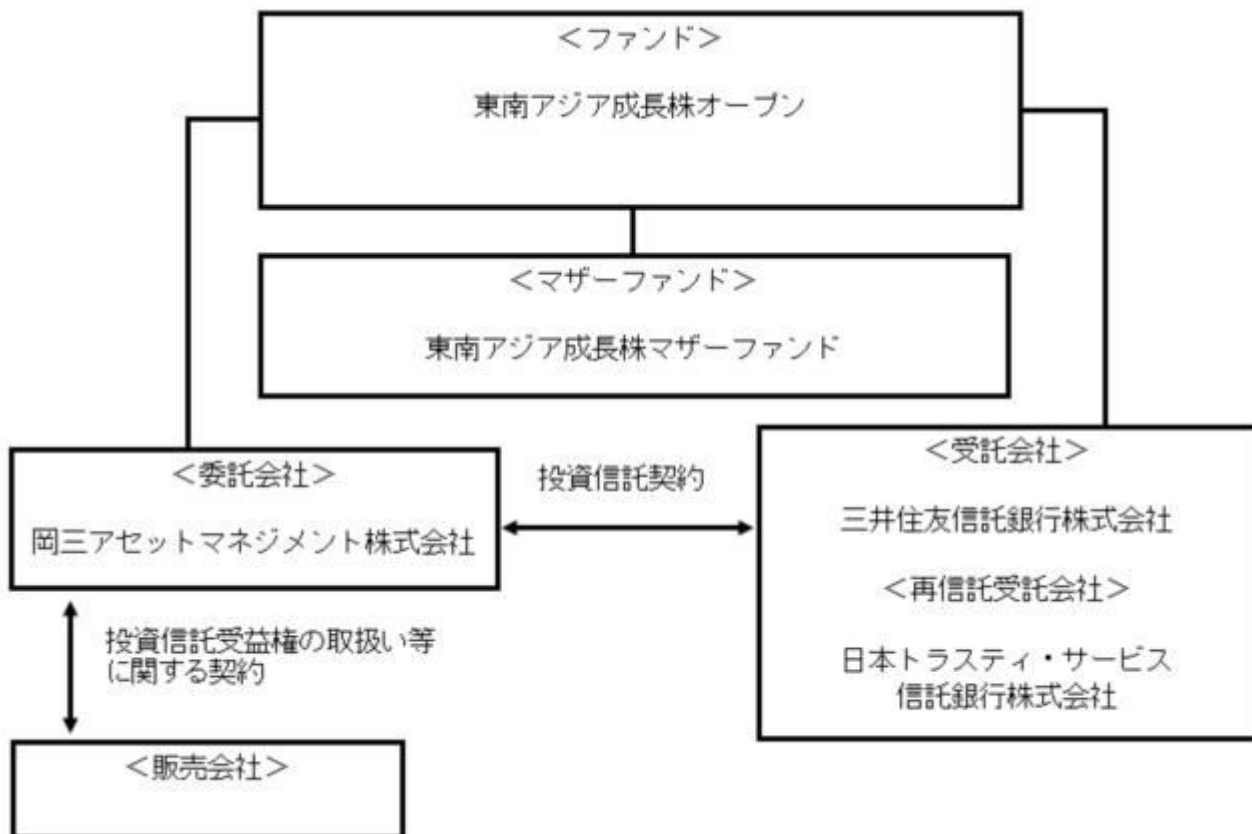 ＜ファンド＞
東南アジア成長株オープン
＜マザーファンド＞
東南アジア成長株マザーファンド
＜委託会社＞
岡三アセットマネジメント株式会社
投資信託契約
＜受託会社＞
三井住友信託銀行株式会社
＜再信託受託会社＞
日本トラスティ・サービス
信託銀行株式会社
投資信託受益権の取扱い等
に関する契約
＜販売会社＞